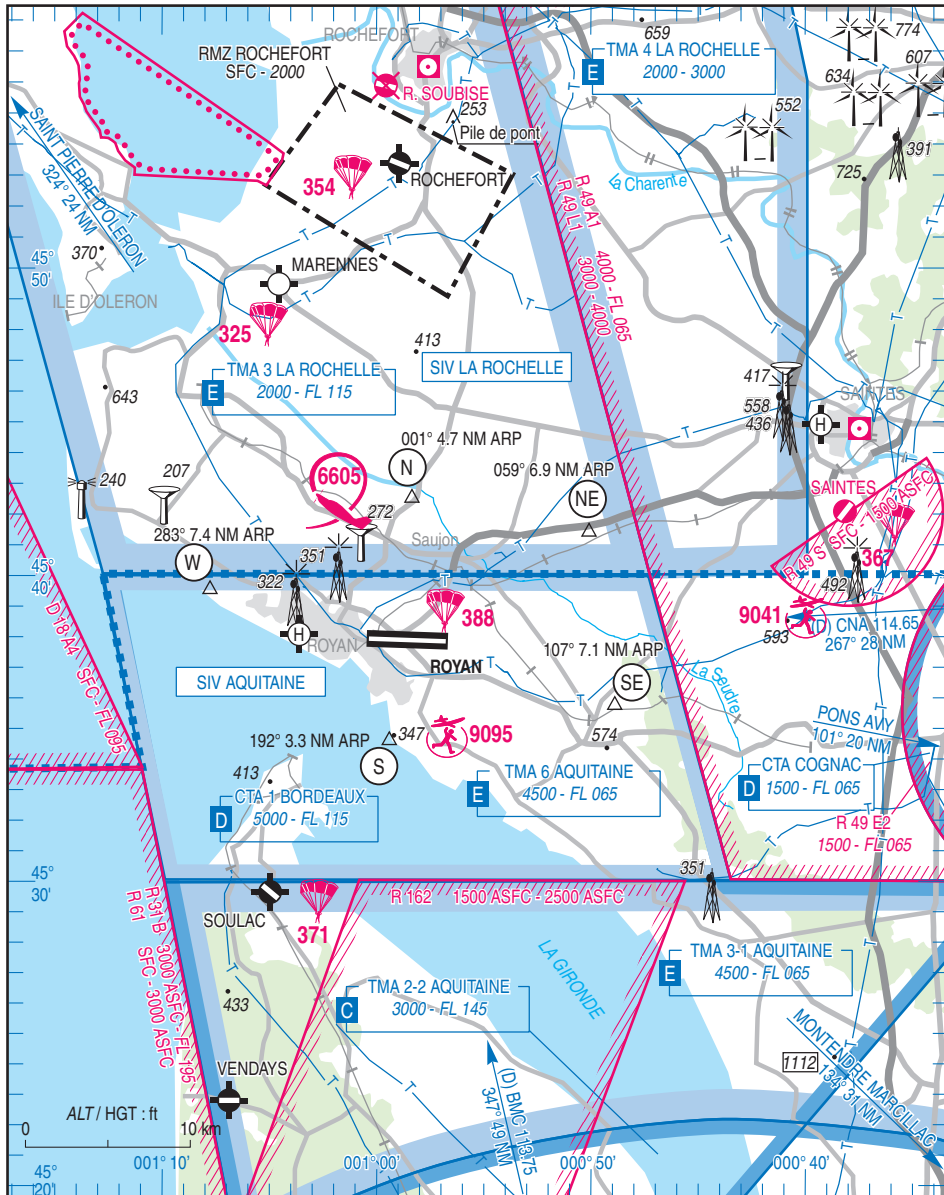 ROCHEFORT
RMZ ROCHEFORT
SFC - 2000
R. SOUBISE
253
Pile de pont
659
TMA 4 LA ROCHELLE
E
2000 - 3000
774
607
634
552
391
725
SAINT PIERRE D'OLERON
324° 24 NM
354
ROCHEFORT
La Charente
R 49 A1 4000 - FL 065
R 49 L1 3000 - 4000
370
45°
50'
ILE D'OLERON
MARENNES
325
413
SIV LA ROCHELLE
TMA 3 LA ROCHELLE
E
2000 - FL 115
643
417
558
436
SAINTES
H
001° 4.7 NM ARP
N
059° 6.9 NM ARP
NE
6605
240
207
272
Saujon
SAINTES
R 49 S SFC - 1500 ASFC
367
492
283° 7.4 NM ARP
W
351
322
45°
40'
D 18 A4 SFC - FL 095
388
9041
593
(D) CNA 114.65
267° 28 NM
H
ROYAN
ROYAN
107° 7.1 NM ARP
SE
La Seudre
SIV AQUITAINE
PONS AVY
101° 20 NM
192° 3.3 NM ARP
347
S
9095
574
413
CTA 1 BORDEAUX
D
5000 - FL 115
TMA 6 AQUITAINE
E
4500 - FL 065
CTA COGNAC
D
1500 - FL 065
R 49 E2
1500 - FL 065
351
45°
30'
R 162 1500 ASFC - 2500 ASFC
SOULAC
371
R 31 B 3000 ASFC - FL 195
R 61 SFC - 3000 ASFC
LA GIRONDE
TMA 3-1 AQUITAINE
E
4500 - FL 065
TMA 2-2 AQUITAINE
C
3000 - FL 145
433
VENDAYS
(D) BMC 113.75
347° 49 NM
1112
MONTENDRE MARCILLAC
134° 31 NM
ALT / HGT : ft
0 10 km
45°
20'
001° 10'
001° 00'
000° 50'
000° 40'